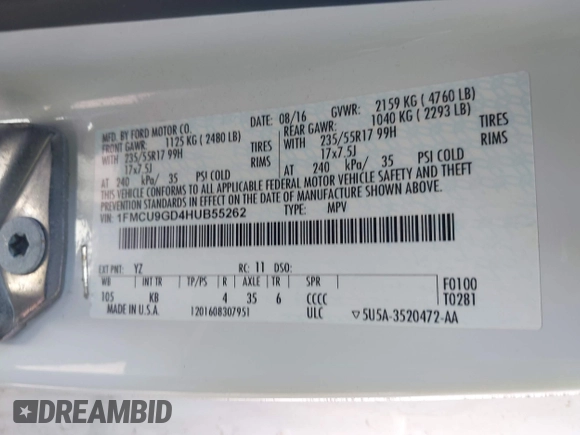 MFD. BY FORD MOTOR CO.
DATE: 08/16 GVWR: 2159 KG ( 4760 LB)
FRONT GAWR: 1125 KG ( 2480 LB)
REAR GAWR: 1040 KG ( 2293 LB)
WITH 235/55R17 99H TIRES
WITH 235/55R17 99H TIRES
17x7.5J RIMS
17x7.5J RIMS
AT 240 kPa/ 35 PSI COLD
AT 240 kPa/ 35 PSI COLD
THIS VEHICLE CONFORMS TO ALL APPLICABLE FEDERAL MOTOR VEHICLE SAFETY AND THEFT
PREVENTION STANDARDS IN EFFECT ON THE DATE OF MANUFACTURE SHOWN ABOVE.
VIN: 1FMCU9GD4HUB55262 TYPE: MPV
EXT PNT: YZ RC: 11 DSO:
WB INT TR TP/PS R AXLE TR SPR F0100
105 KB 4 35 6 CCCC T0281
MADE IN U.S.A. 1201608307951 ULC ▽5U5A-3520472-AA
DREAMBID